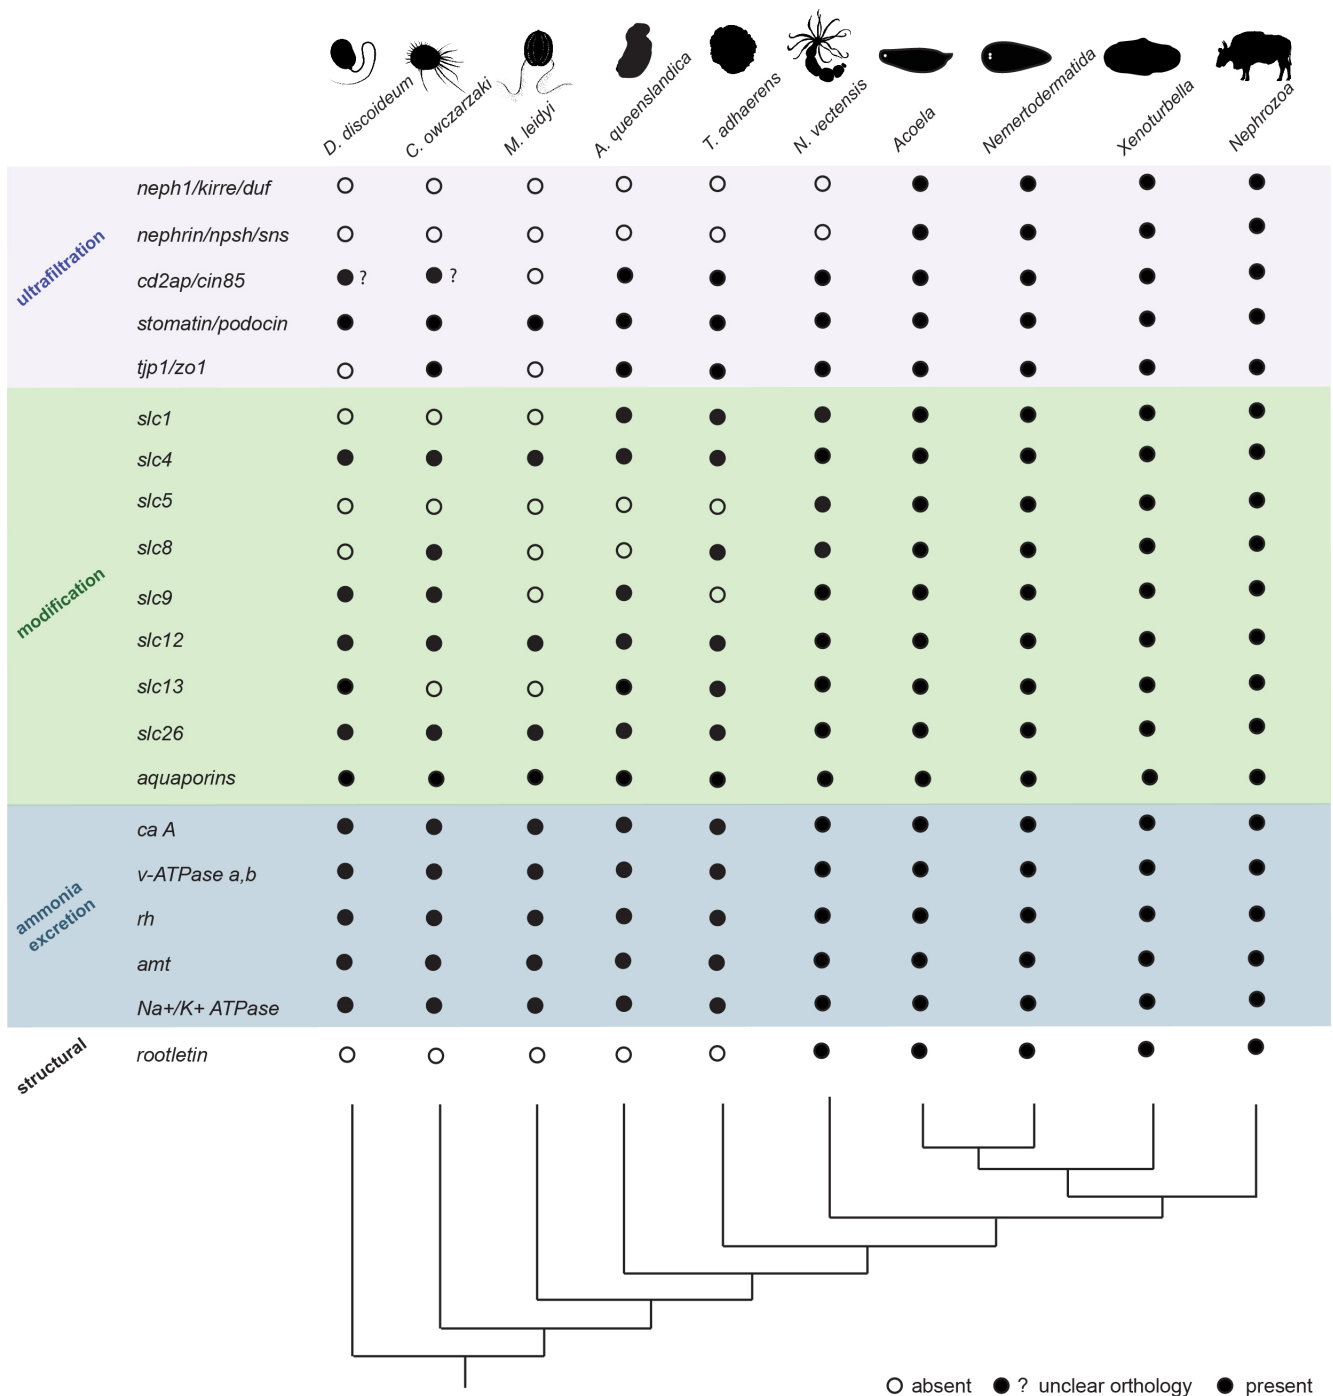 D. discoideum
C. owczarzaki
M. leidyi
A. queenslandica
T. adhaerens
N. vectensis
Acoela
Nemertodermatida
Xenoturbella
Nephrozoa
ultrafiltration
neph1/kirre/duf
nephrin/npsh/sns
cd2ap/cin85 ? ?
stomatin/podocin
tjp1/zo1
modification
slc1
slc4
slc5
slc8
slc9
slc12
slc13
slc26
aquaporins
ammonia
excretion
ca A
v-ATPase a,b
rh
amt
Na+/K+ ATPase
structural
rootletin
absent ? unclear orthology present